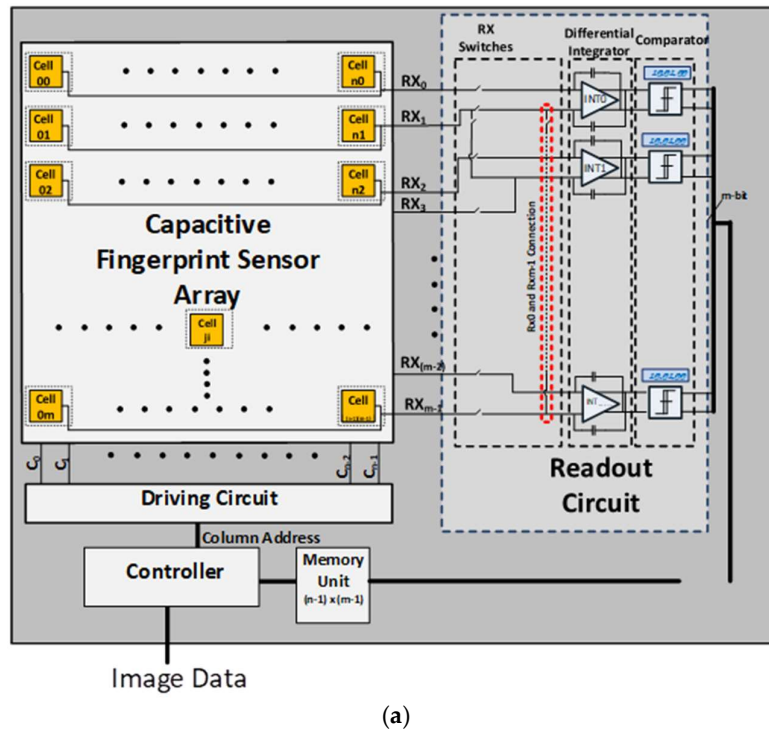 RX
Switches
Differential
Integrator
Comparator
Cell
00
Cell
n0
RX0
Cell
01
Cell
n1
RX1
INT0
Cell
02
Cell
n2
RX2
INT1
RX3
m-bit
Capacitive
Fingerprint Sensor
Array
Rx0 and Rxm-1 Connection
Cell
ji
RX(m-2)
Cell
0m
Cell
RXm-1
INT
C0
C1
Cn-2
Cn-1
Readout
Circuit
Driving Circuit
Column Address
Controller
Memory
Unit
(n-1) x (m-1)
Image Data
(a)